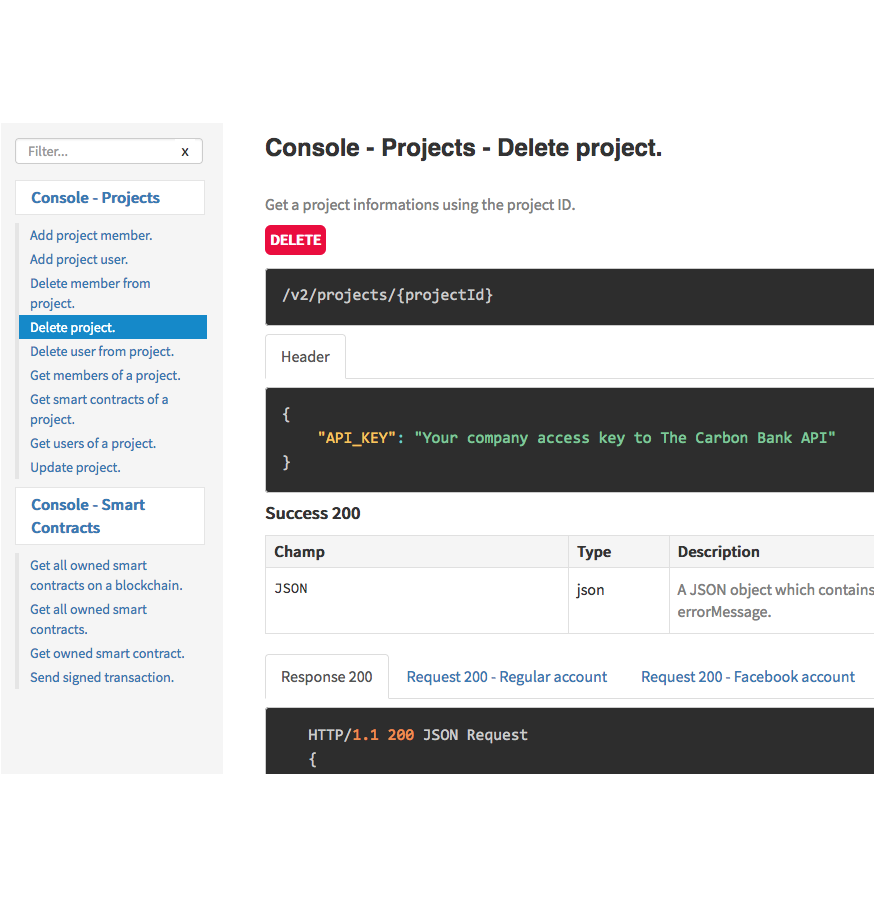 Filter...
x
Console - Projects
Add project member.
Add project user.
Delete member from
project.
Delete project.
Delete user from project.
Get members of a project.
Get smart contracts of a
project.
Get users of a project.
Update project.
Console - Smart
Contracts
Get all owned smart
contracts on a blockchain.
Get all owned smart
contracts.
Get owned smart contract.
Send signed transaction.
Console - Projects - Delete project.
Get a project informations using the project ID.
DELETE
/v2/projects/{projectId}
Header
{
"API_KEY": "Your company access key to The Carbon Bank API"
}
Success 200
Champ Type Description
JSON json A JSON object which contains
errorMessage.
Response 200 Request 200 - Regular account Request 200 - Facebook account
HTTP/1.1 200 JSON Request
{